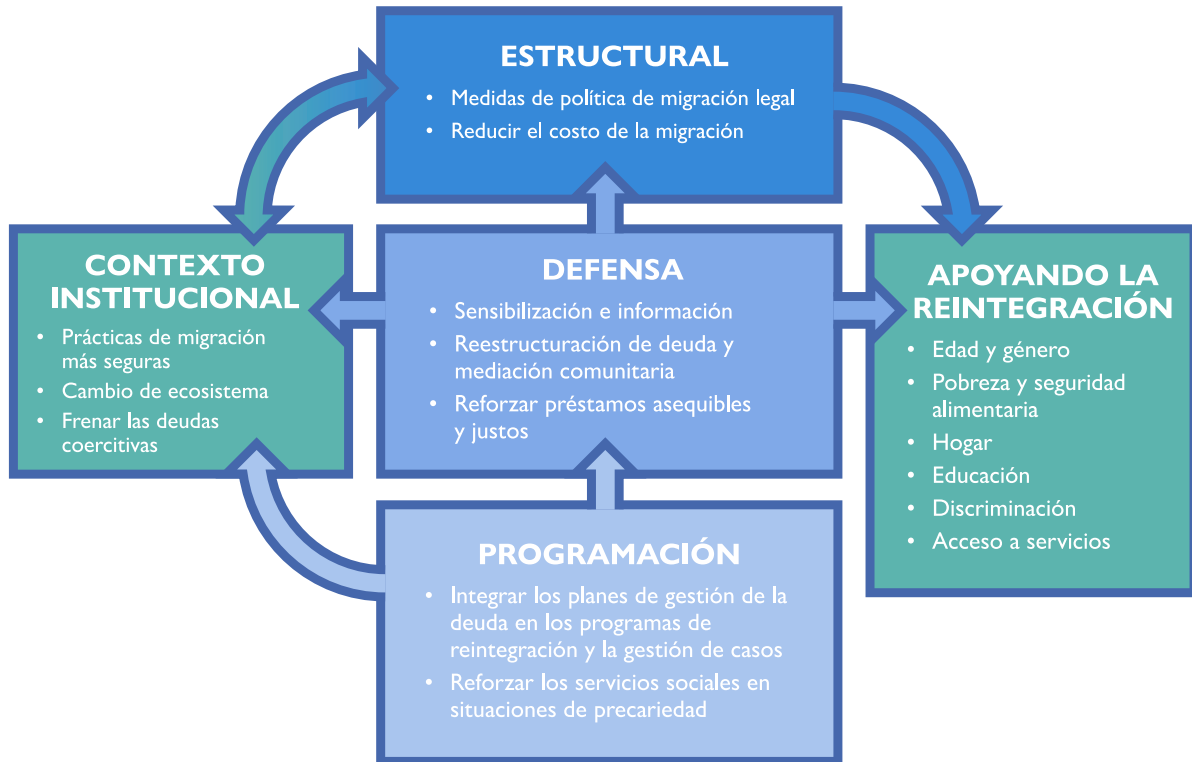 ESTRUCTURAL
• Medidas de política de migración legal
• Reducir el costo de la migración
CONTEXTO
INSTITUCIONAL
• Prácticas de migración
más seguras
• Cambio de ecosistema
• Frenar las deudas
coercitivas
DEFENSA
• Sensibilización e información
• Reestructuración de deuda y
mediación comunitaria
• Reforzar préstamos asequibles
y justos
APOYANDO LA
REINTEGRACIÓN
• Edad y género
• Pobreza y seguridad
alimentaria
• Hogar
• Educación
• Discriminación
• Acceso a servicios
PROGRAMACIÓN
• Integrar los planes de gestión de la
deuda en los programas de
reintegración y la gestión de casos
• Reforzar los servicios sociales en
situaciones de precariedad